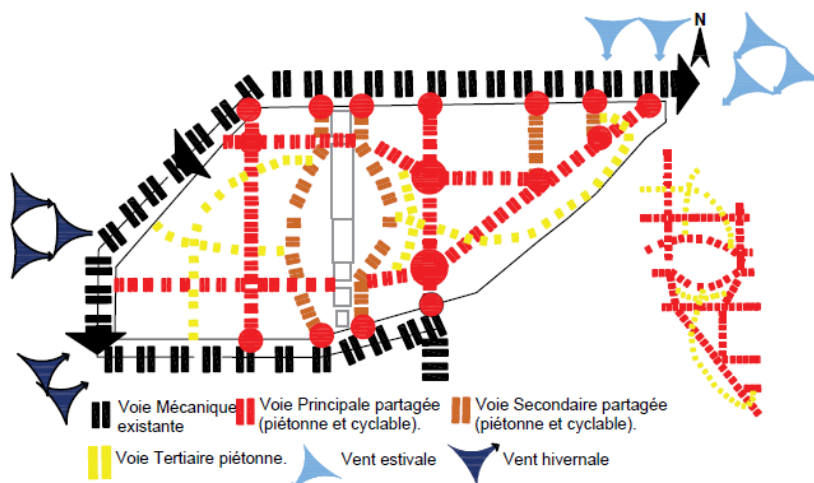 N
Voie Mécanique
existante
Voie Principale partagée
(piétonne et cyclable).
Voie Secondaire partagée
(piétonne et cyclable).
Voie Tertiaire piétonne.
Vent estivale
Vent hivernale